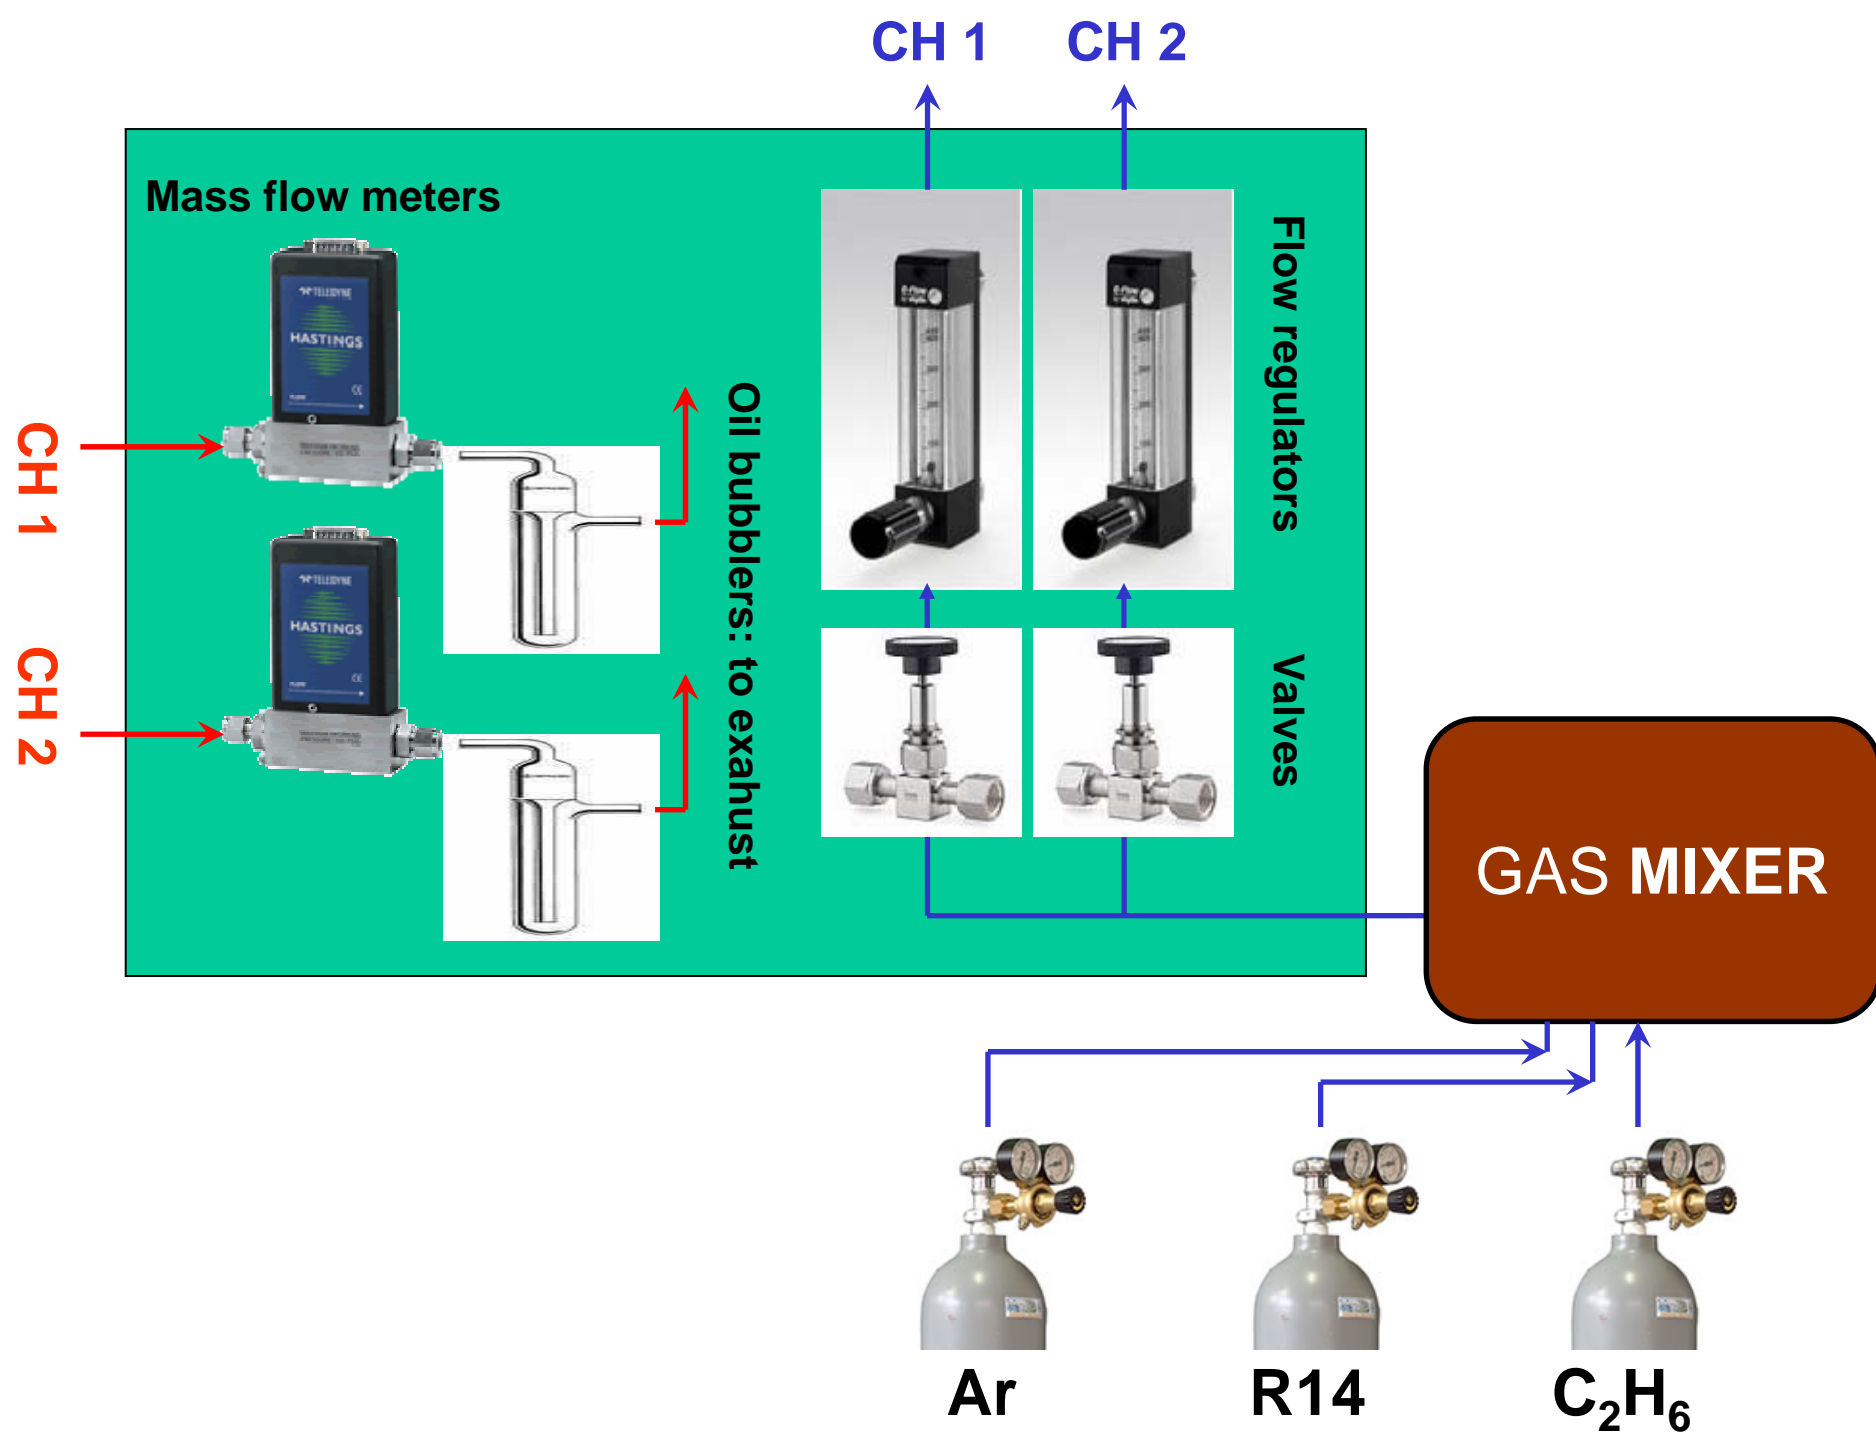 CH 1 CH 2
Mass flow meters
TELEDYNE
HASTINGS
CH 1
TELEDYNE
HASTINGS
CH 2
Oil bubblers: to exahust
Flow regulators
Valves
GAS MIXER
Ar R14 C₂H₆